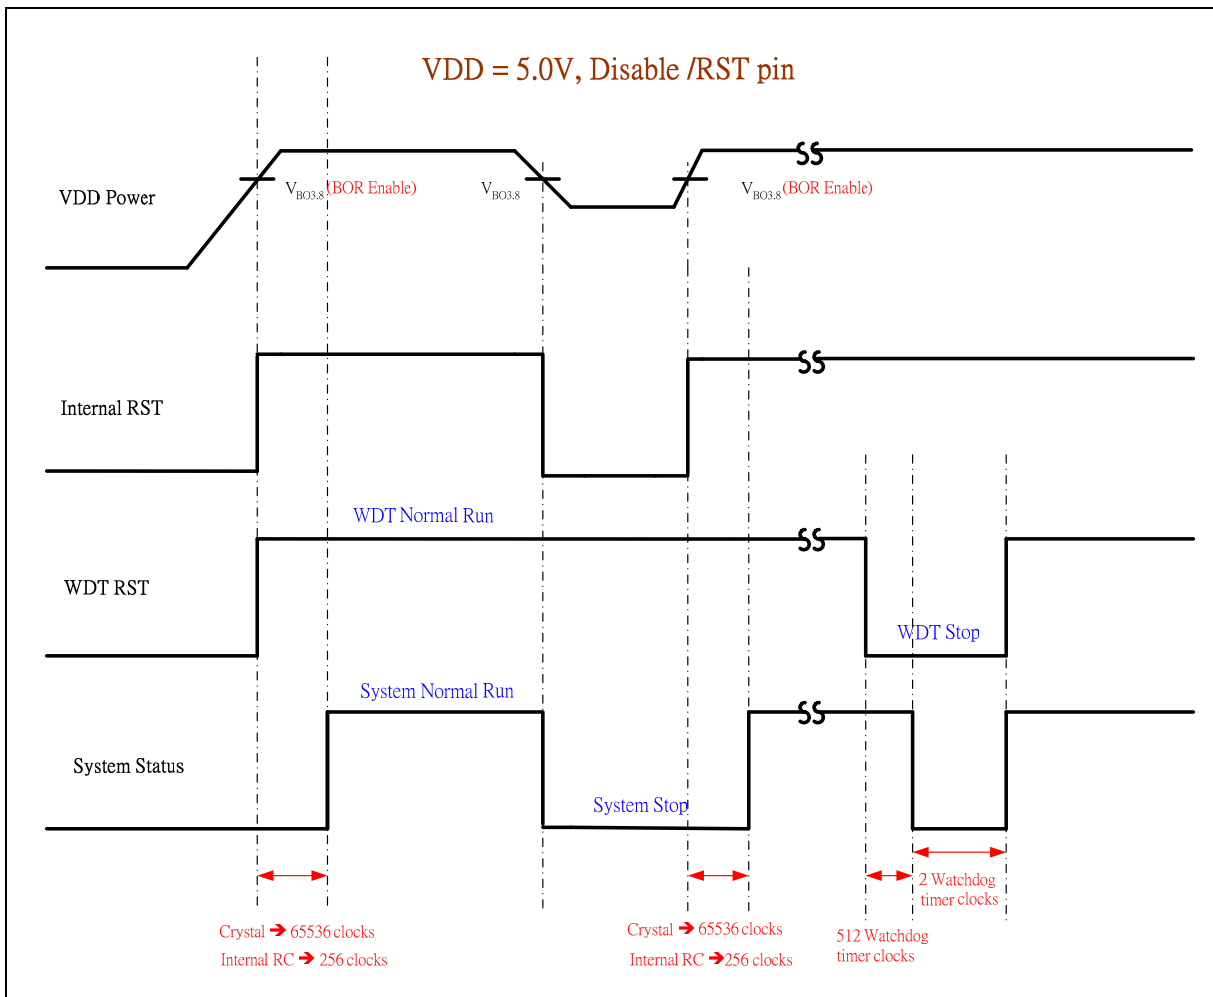 VDD = 5.0V, Disable /RST pin
VDD Power
VBO3.8 (BOR Enable)
VBO3.8
VBO3.8 (BOR Enable)
Internal RST
WDT Normal Run
WDT RST
WDT Stop
System Normal Run
System Status
System Stop
2 Watchdog
timer clocks
Crystal ➔ 65536 clocks
Internal RC ➔ 256 clocks
Crystal ➔ 65536 clocks
Internal RC ➔256 clocks
512 Watchdog
timer clocks